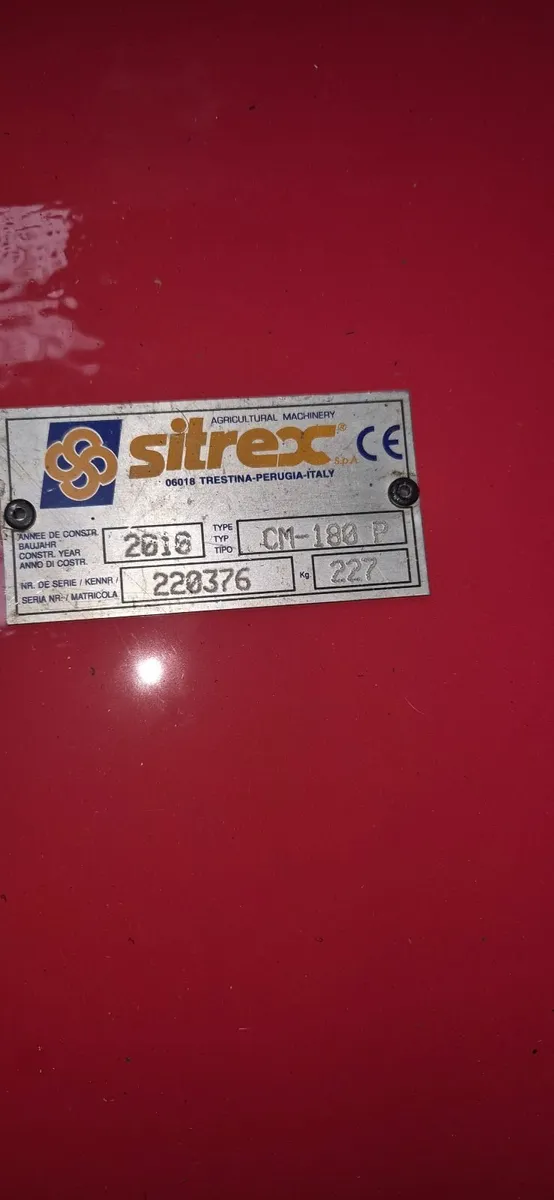 AGRICULTURAL MACHINERY
sitrex® S.p.A. CE
06018 TRESTINA-PERUGIA-ITALY
ANNEE DE CONSTR.
BAUJAHR
CONSTR. YEAR
ANNO DI COSTR.
2010
TYPE
TYP
TIPO
CM-180 P
NR. DE SERIE / KENNR /
SERIA NR. / MATRICOLA
220376
Kg.
227